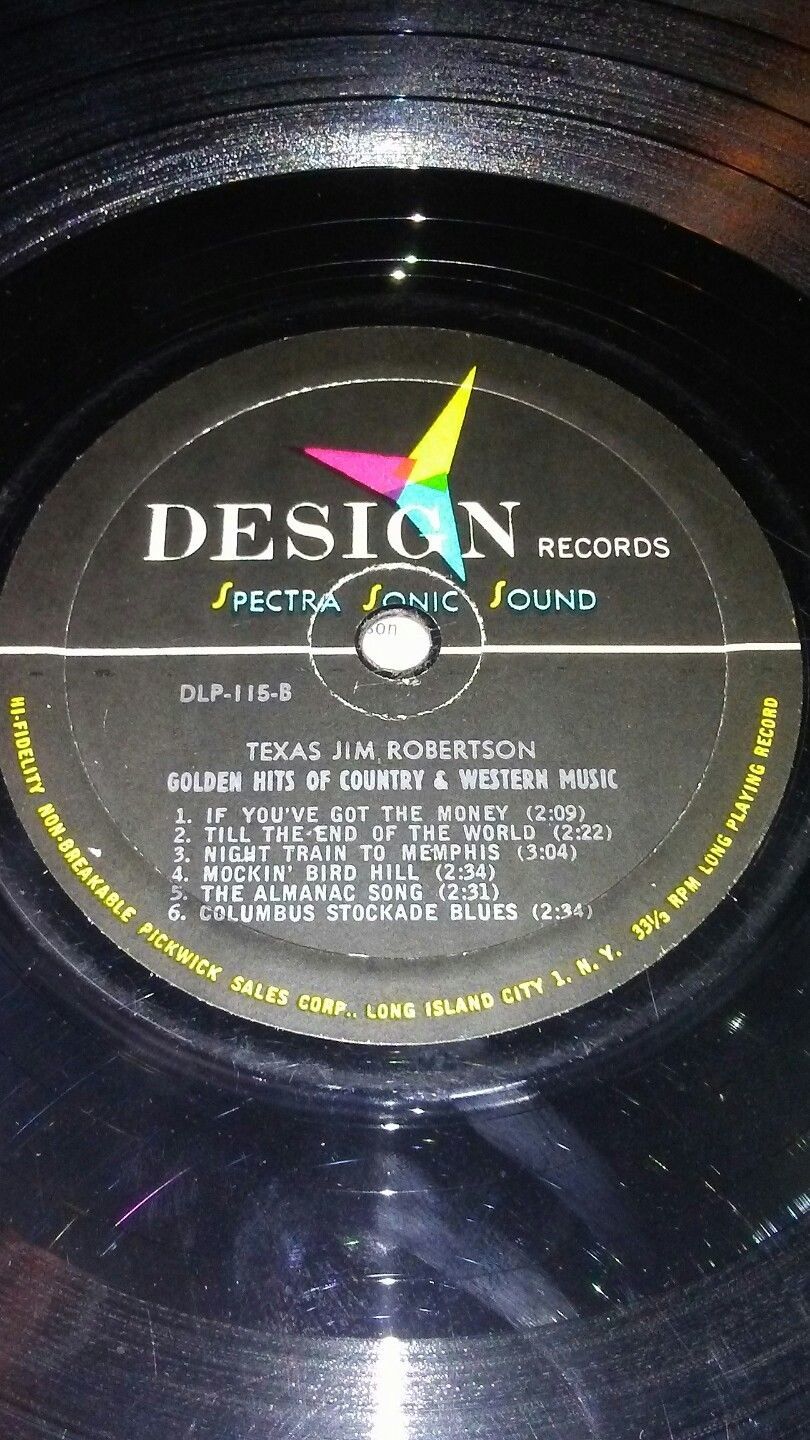 DESIGN RECORDS
SPECTRA SONIC SOUND
son
DLP-115-B
TEXAS JIM ROBERTSON
GOLDEN HITS OF COUNTRY & WESTERN MUSIC
1. IF YOU'VE GOT THE MONEY (2:09)
2. TILL THE END OF THE WORLD (2:22)
3. NIGHT TRAIN TO MEMPHIS (3:04)
4. MOCKIN' BIRD HILL (2:34)
5. THE ALMANAC SONG (2:31)
6. COLUMBUS STOCKADE BLUES (2:34)
HI-FIDELITY NON-BREAKABLE PICKWICK SALES CORP., LONG ISLAND CITY 1, N. Y. 33⅓ RPM LONG PLAYING RECORD